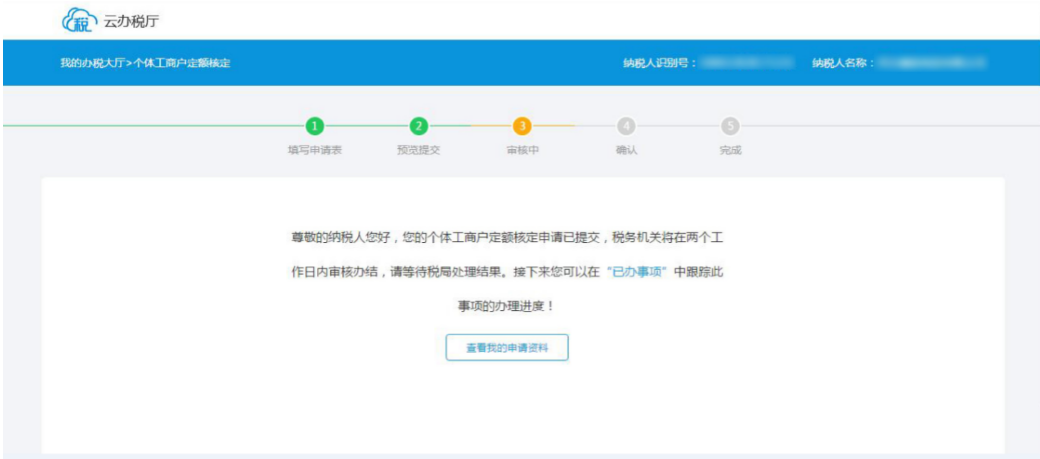 税 云办税厅
我的办税大厅>个体工商户定额核定 纳税人识别号： 纳税人名称：
1 2 3 4 5
填写申请表 预览提交 审核中 确认 完成
尊敬的纳税人您好，您的个体工商户定额核定申请已提交，税务机关将在两个工
作日内审核办结，请等待税局处理结果。接下来您可以在“已办事项”中跟踪此
事项的办理进度！
查看我的申请资料